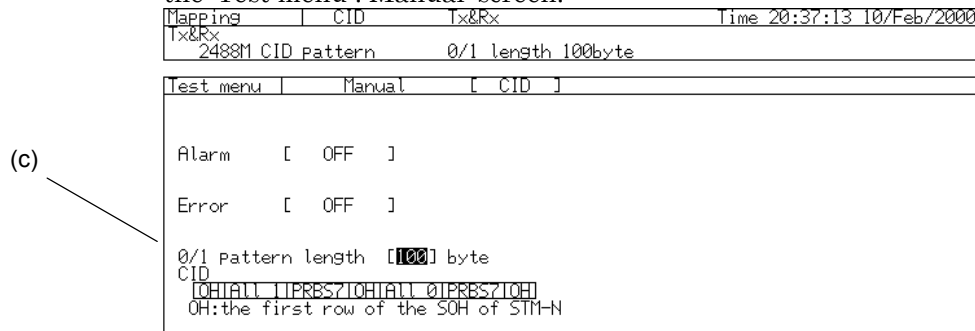 the 'Test menu': Manual' screen.
Mapping | CID Tx&Rx Time 20:37:13 10/Feb/2000
Tx&Rx
2488M CID pattern 0/1 length 100byte
Test menu | Manual [ CID ]
Alarm [ OFF ]
(c)
Error [ OFF ]
0/1 pattern length [100] byte
CID
|OH|All 1|PRBS7|OH|All 0|PRBS7|OH|
OH:the first row of the SOH of STM-N